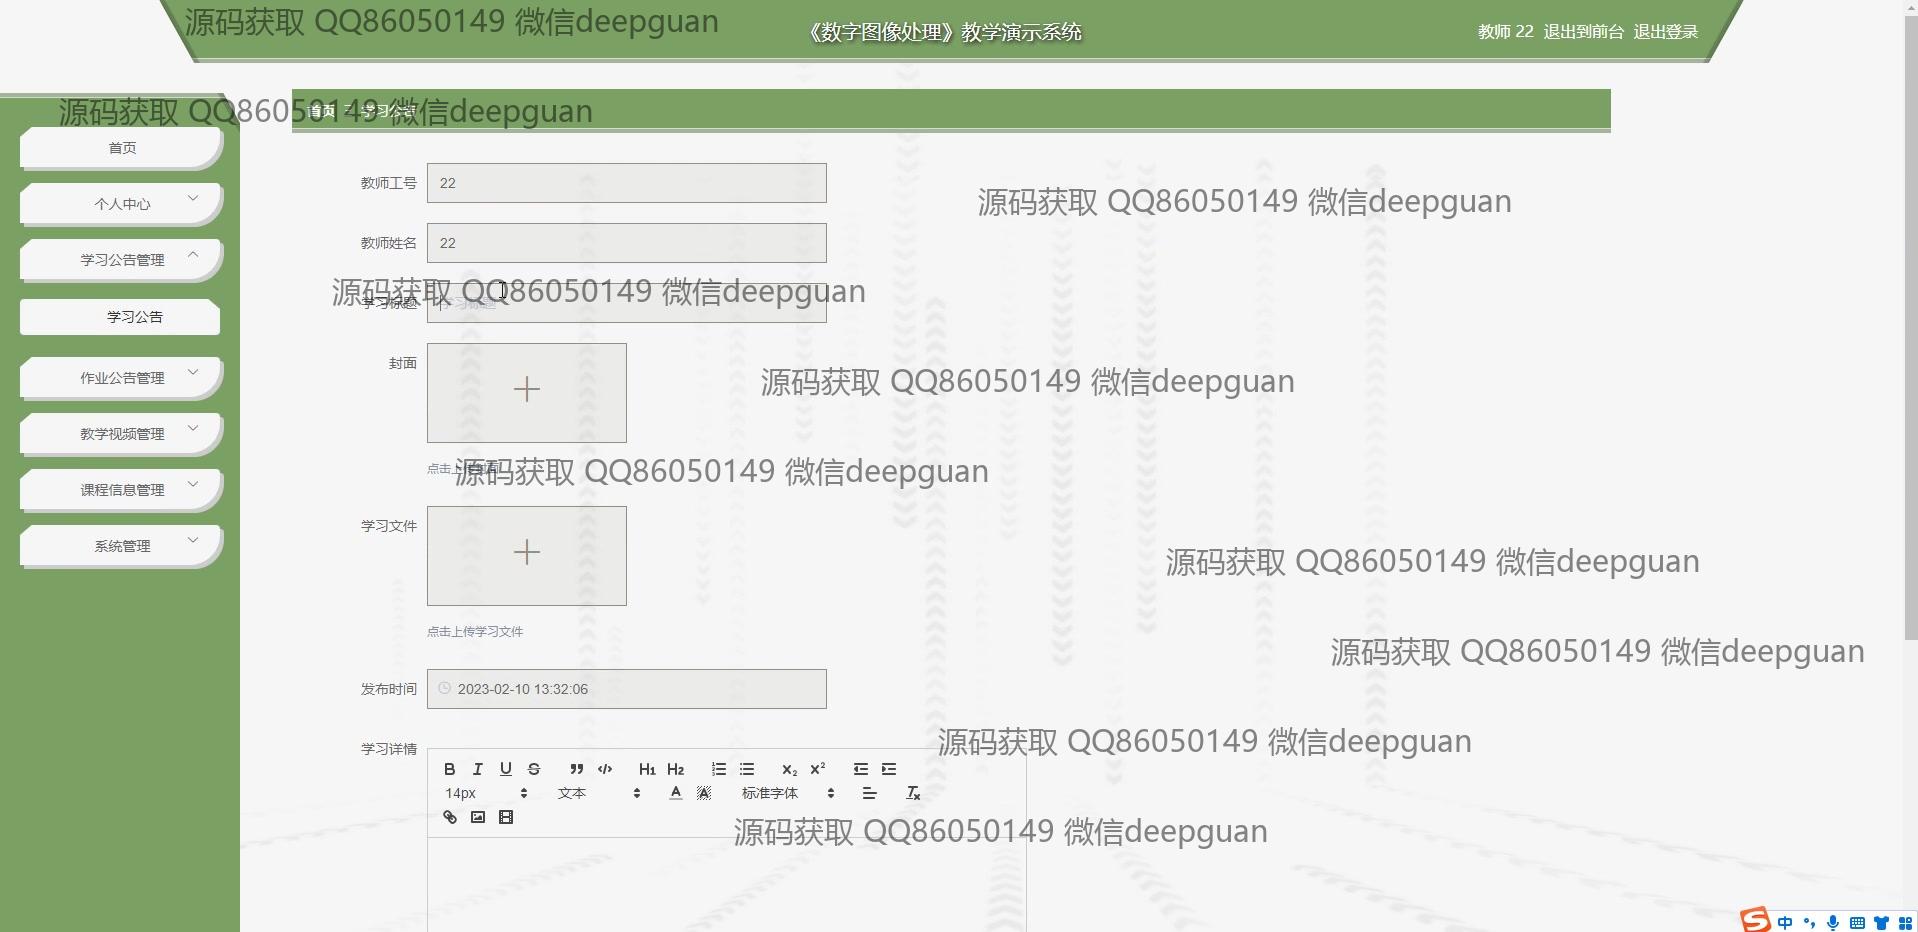 源码获取 QQ86050149 微信deepguan
《数字图像处理》教学演示系统
教师 22 退出到前台 退出登录
源码获取 QQ86050149 微信deepguan
首页 学习公告
首页
个人中心
学习公告管理
学习公告
作业公告管理
教学视频管理
课程信息管理
系统管理
教师工号 22
源码获取 QQ86050149 微信deepguan
教师姓名 22
源码获取 QQ86050149 微信deepguan
学习标题 学习标题
封面
源码获取 QQ86050149 微信deepguan
点击上传封面
源码获取 QQ86050149 微信deepguan
学习文件
源码获取 QQ86050149 微信deepguan
点击上传学习文件
源码获取 QQ86050149 微信deepguan
发布时间 2023-02-10 13:32:06
源码获取 QQ86050149 微信deepguan
学习详情
B I U S ” </> H1 H2 X2 X2
14px 文本 A A 标准字体 Tx
源码获取 QQ86050149 微信deepguan
S 中